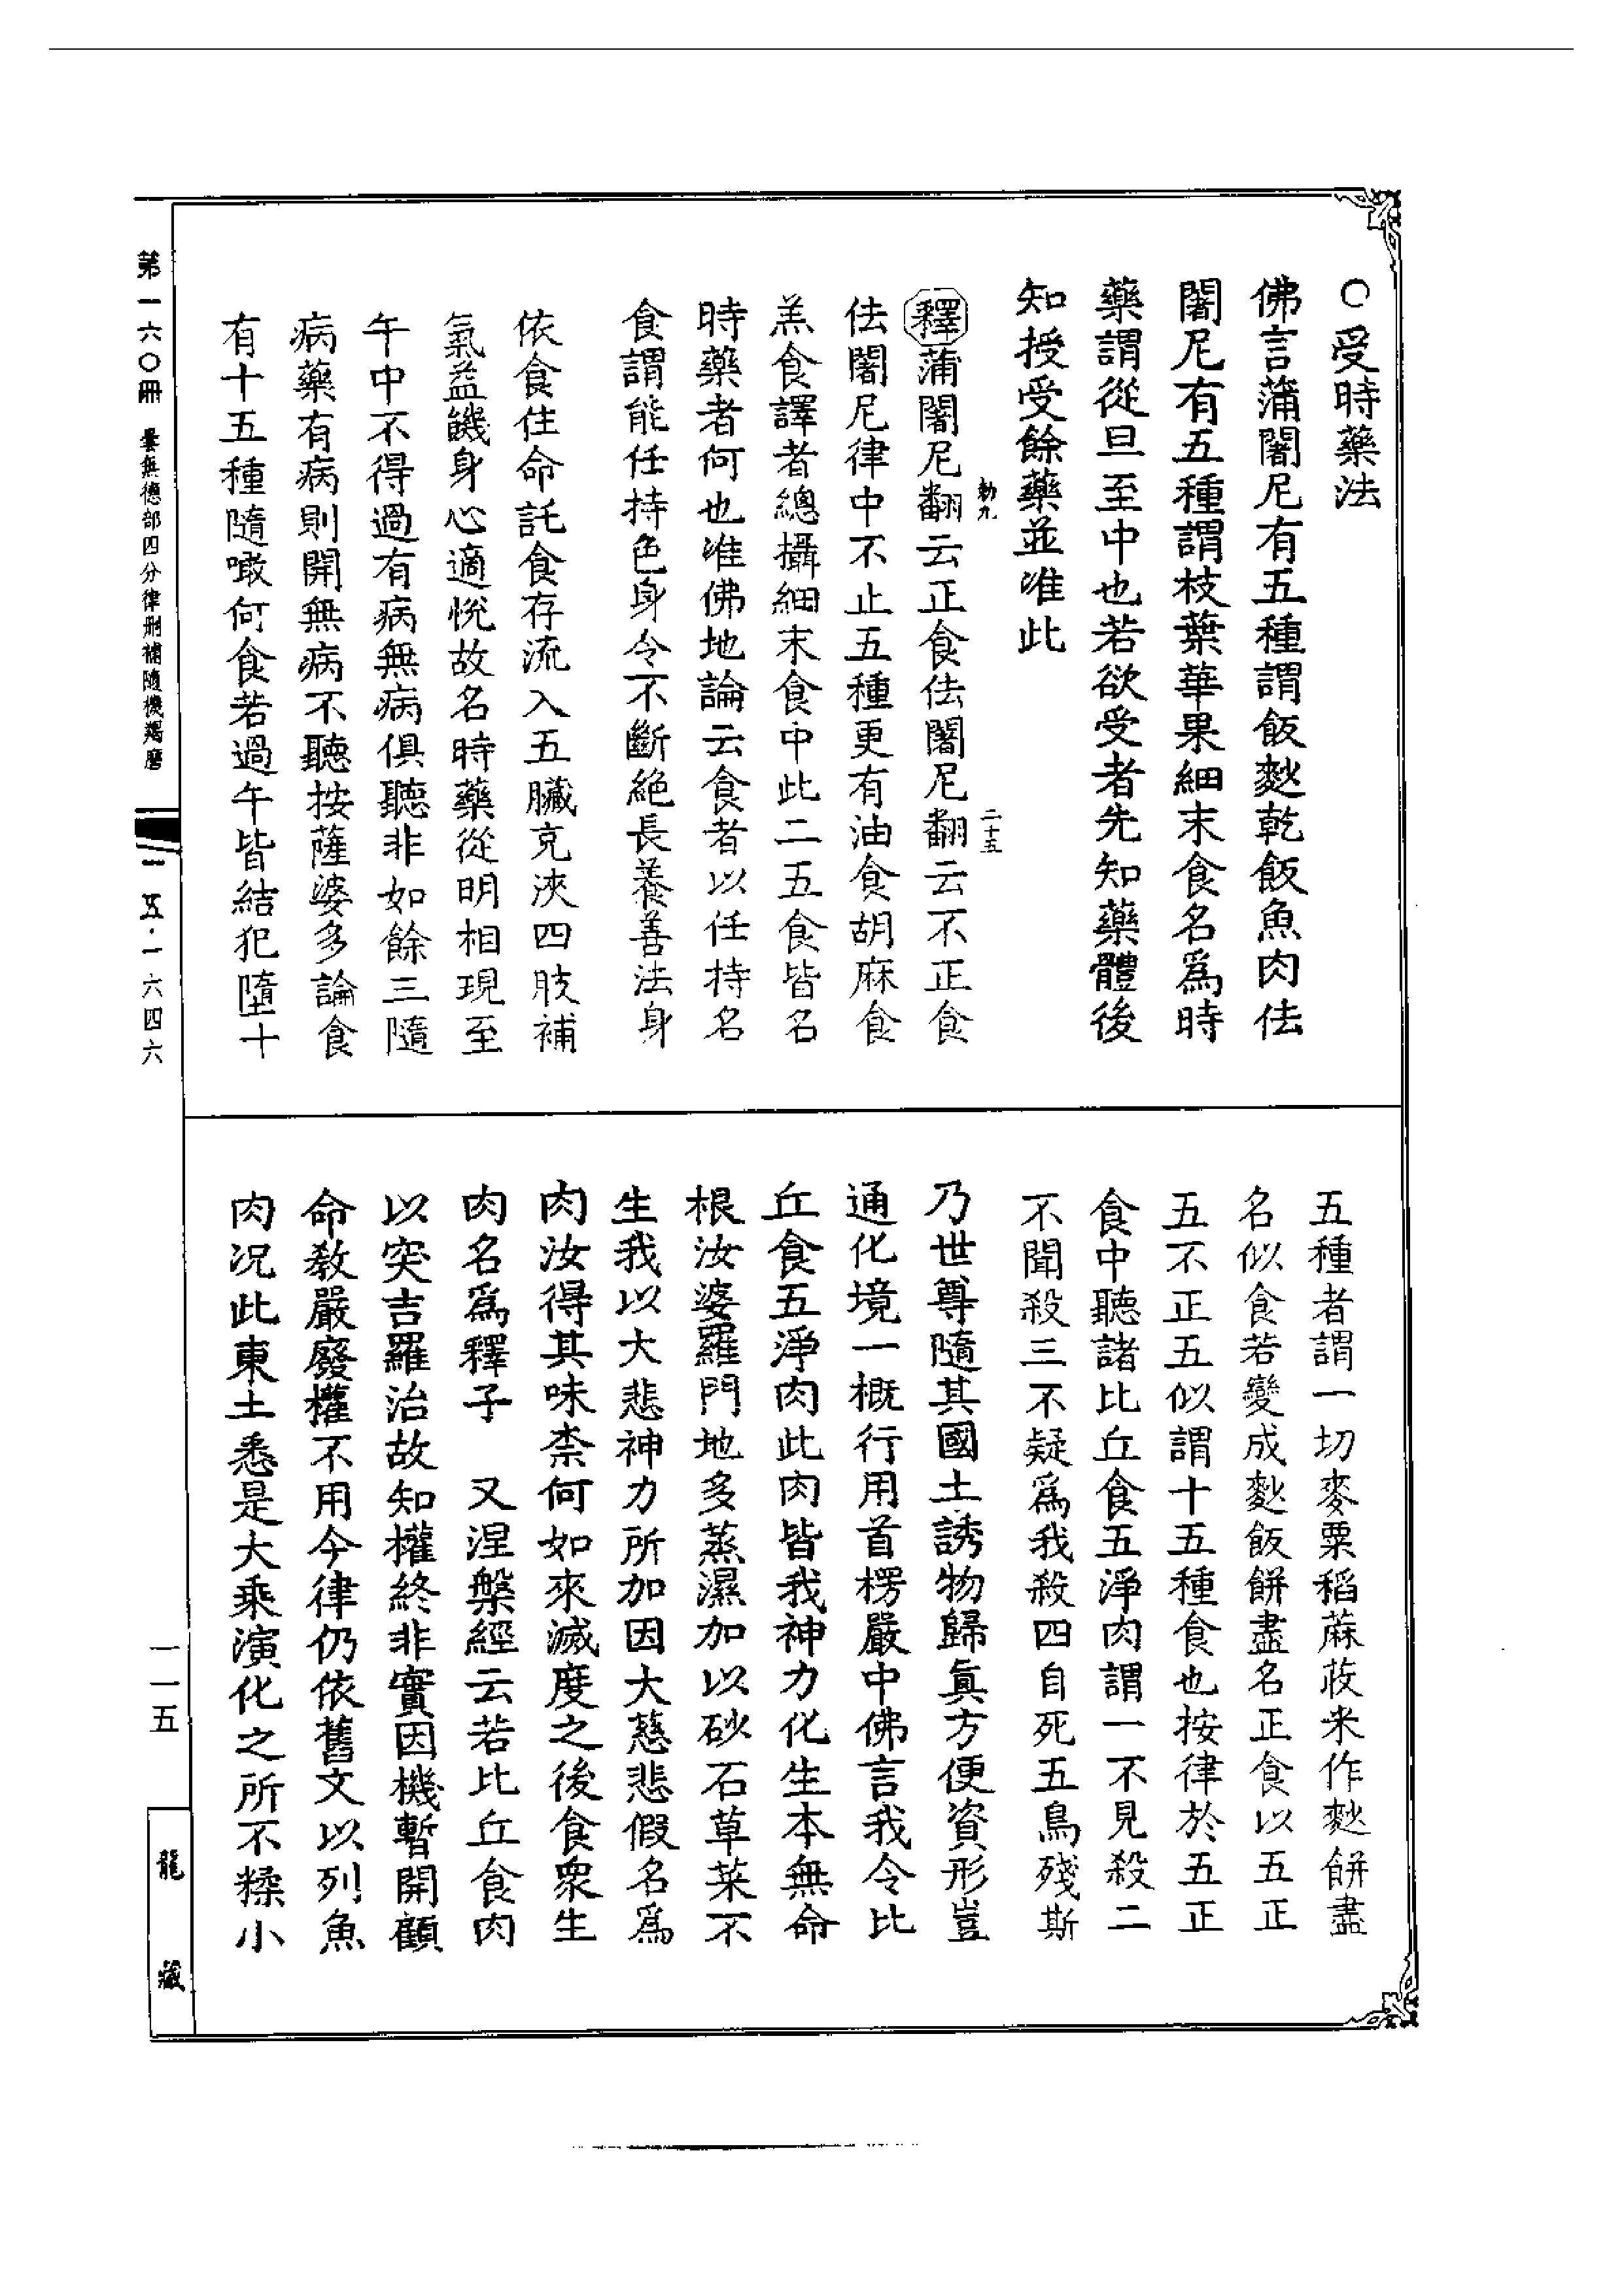 ○受時藥法
佛言蒲闍尼有五種謂飯麨乾飯魚肉佉
闍尼有五種謂枝葉華果細末食名爲時
藥謂從旦至中也若欲受者先知藥體後
知授受餘藥並准此
釋蒲闍尼翻云正食佉闍尼翻云不正食
勒九
二十五
佉闍尼律中不止五種更有油食胡麻食
羔食譯者總攝細末食中此二五食皆名
時藥者何也准佛地論云食者以任持名
食謂能任持色身令不斷絕長養善法身
依食住命託食存流入五臟克浹四肢補
氣益饑身心適悅故名時藥從明相現至
午中不得過有病無病俱聽非如餘三隨
病藥有病則開無病不聽按薩婆多論食
有十五種隨噉何食若過午皆結犯墮十
五種者謂一切麥粟稻蔴莜米作麨餅盡
名似食若變成麨飯餅盡名正食以五正
五不正五似謂十五種食也按律於五正
食中聽諸比丘食五淨肉謂一不見殺二
不聞殺三不疑爲我殺四自死五鳥殘斯
乃世尊隨其國土誘物歸眞方便資形豈
通化境一概行用首楞嚴中佛言我令比
丘食五淨肉此肉皆我神力化生本無命
根汝婆羅門地多蒸濕加以砂石草菜不
生我以大悲神力所加因大慈悲假名爲
肉汝得其味柰何如來滅度之後食衆生
肉名爲釋子　又涅槃經云若比丘食肉
以突吉羅治故知權終非實因機暫開顧
命教嚴廢權不用今律仍依舊文以列魚
肉况此東土悉是大乘演化之所不糅小
第一六〇冊　曇無德部四分律刪補隨機羯磨
一五·一六四六
一一五
龍藏